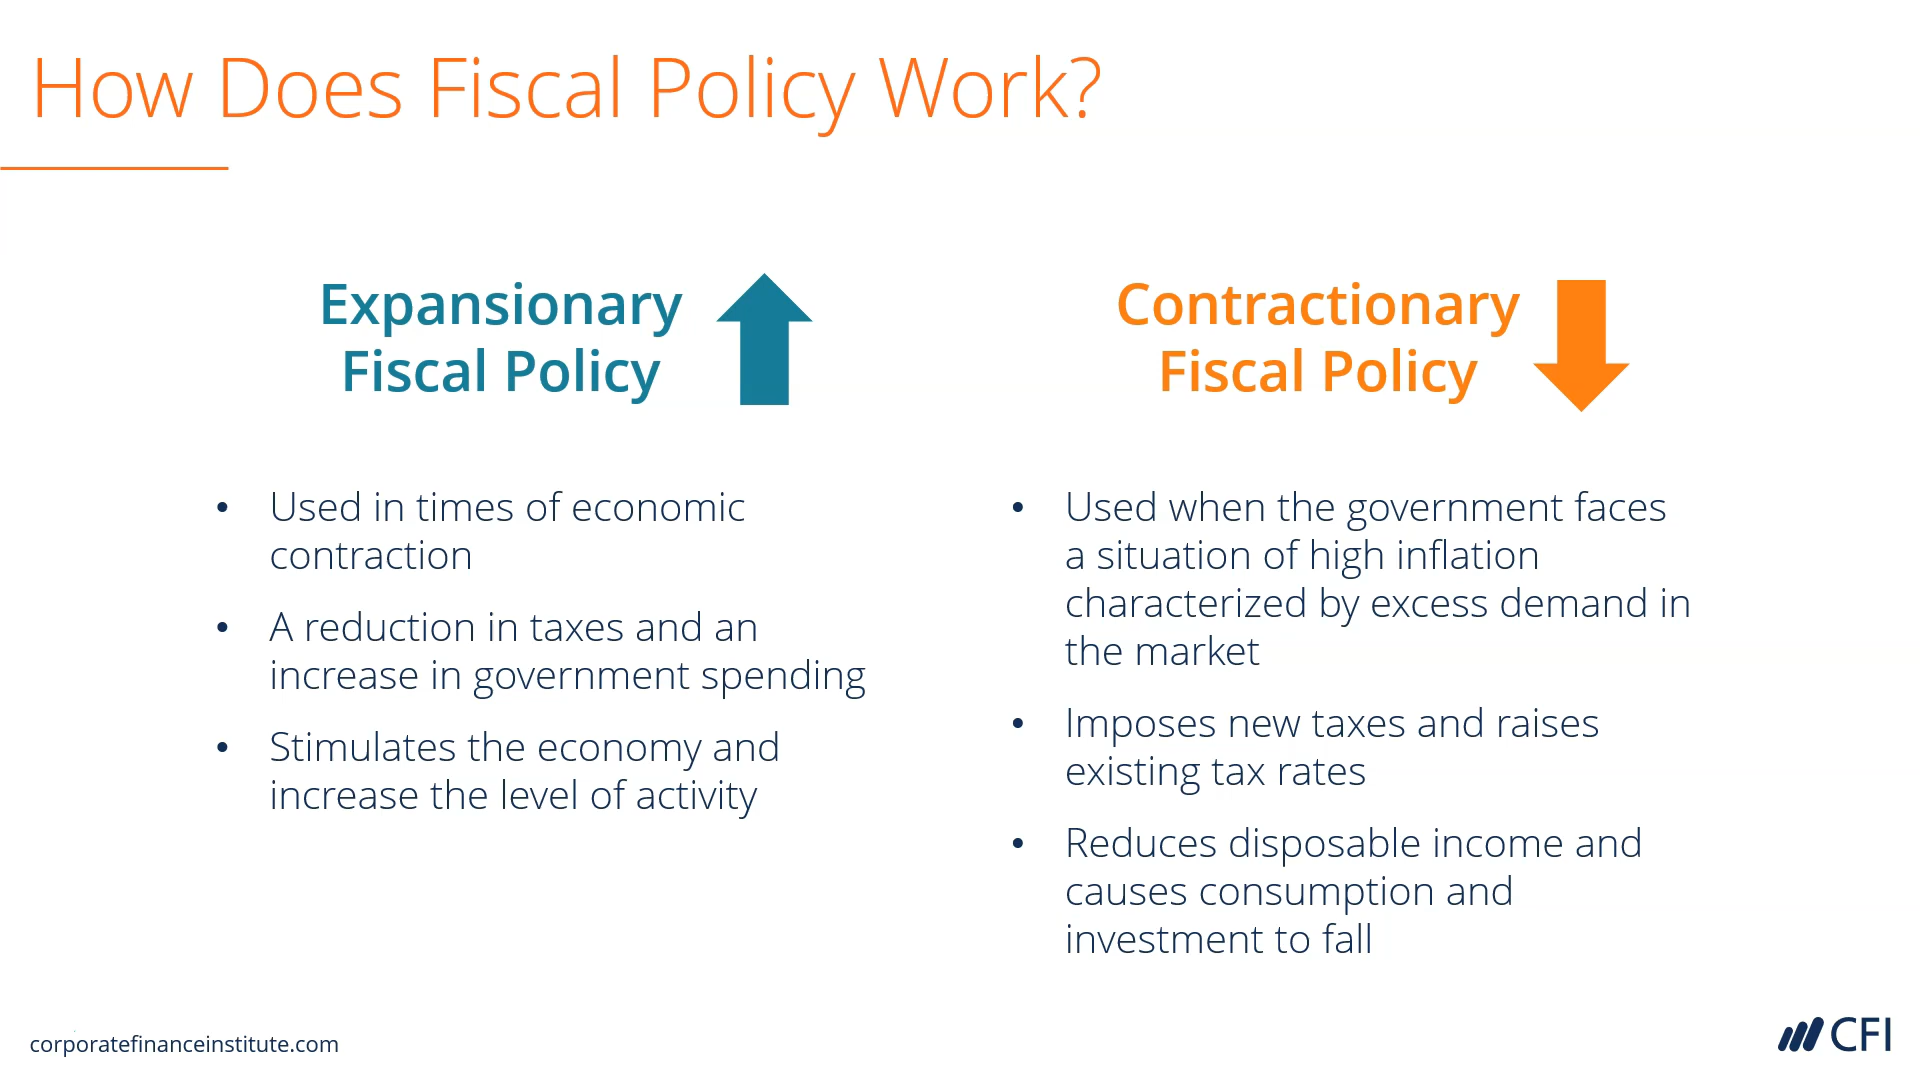 How Does Fiscal Policy Work?
Expansionary
Fiscal Policy
• Used in times of economic
contraction
• A reduction in taxes and an
increase in government spending
• Stimulates the economy and
increase the level of activity
Contractionary
Fiscal Policy
• Used when the government faces
a situation of high inflation
characterized by excess demand in
the market
• Imposes new taxes and raises
existing tax rates
• Reduces disposable income and
causes consumption and
investment to fall
corporatefinanceinstitute.com
CFI